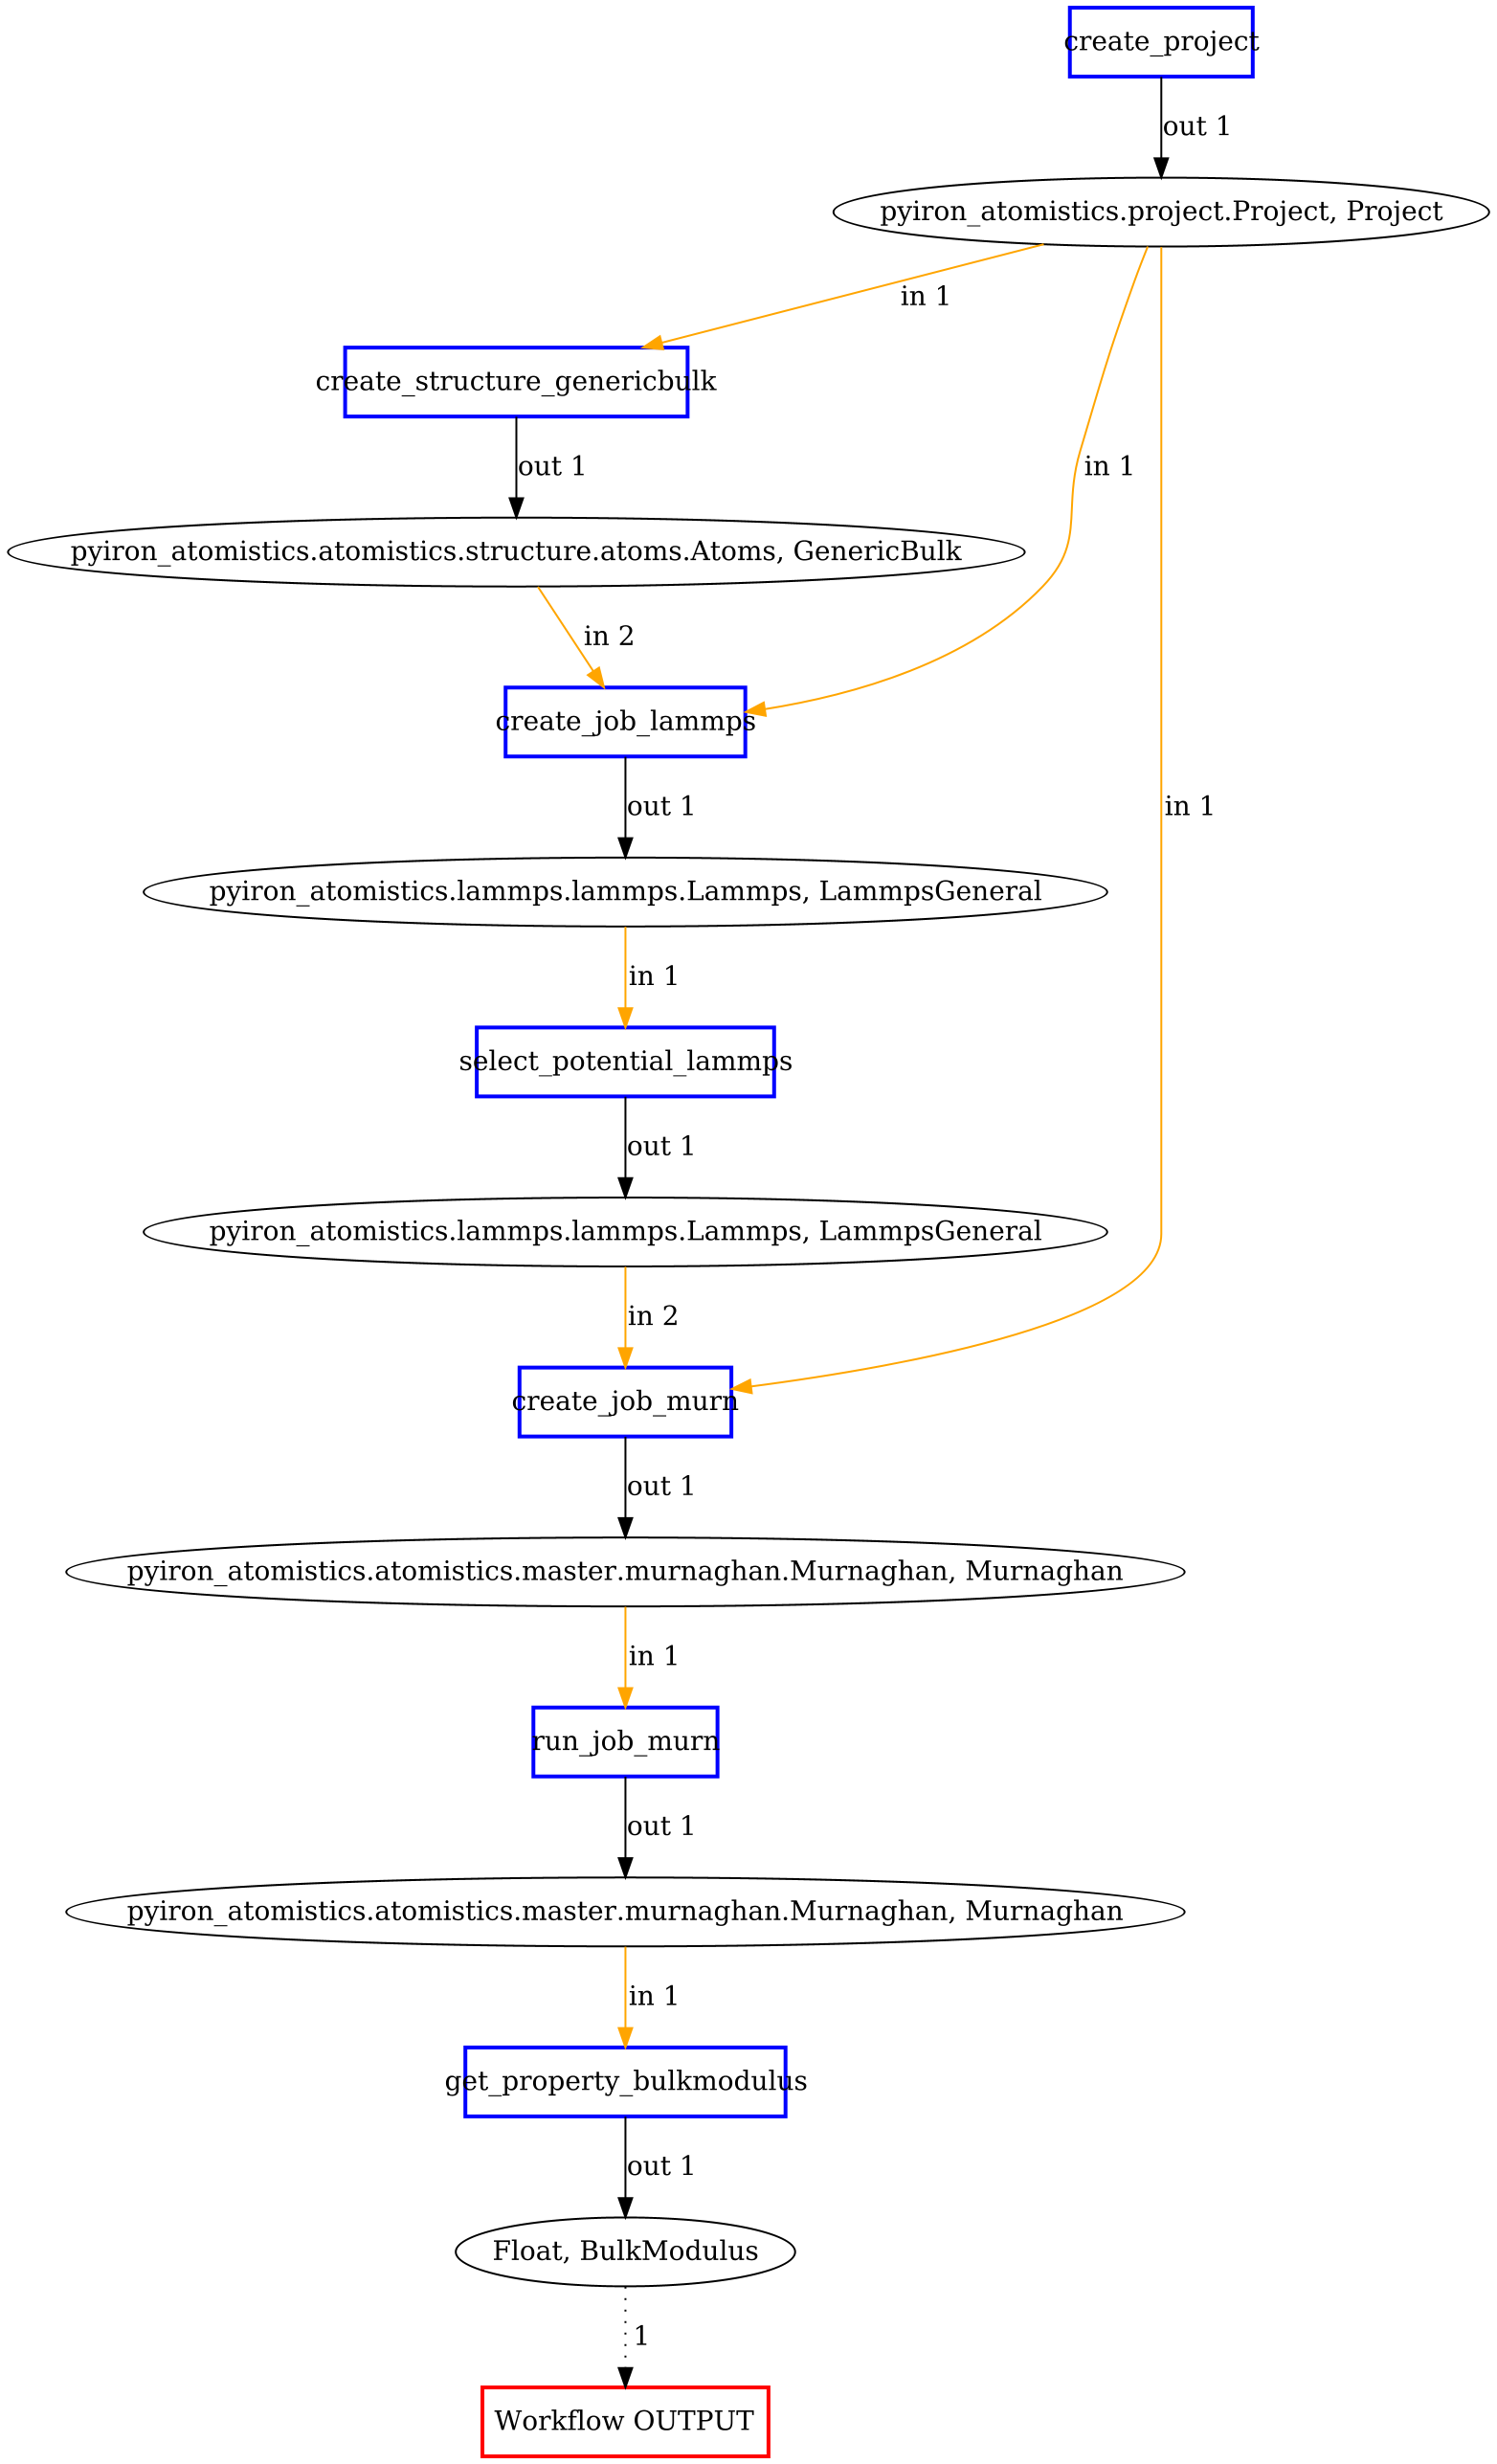 create_project
out 1
pyiron_atomistics.project.Project, Project
in 1
create_structure_genericbulk
out 1
in 1
pyiron_atomistics.atomistics.structure.atoms.Atoms, GenericBulk
in 2
create_job_lammps
out 1
in 1
pyiron_atomistics.lammps.lammps.Lammps, LammpsGeneral
in 1
select_potential_lammps
out 1
pyiron_atomistics.lammps.lammps.Lammps, LammpsGeneral
in 2
create_job_murn
out 1
pyiron_atomistics.atomistics.master.murnaghan.Murnaghan, Murnaghan
in 1
run_job_murn
out 1
pyiron_atomistics.atomistics.master.murnaghan.Murnaghan, Murnaghan
in 1
get_property_bulkmodulus
out 1
Float, BulkModulus
1
Workflow OUTPUT